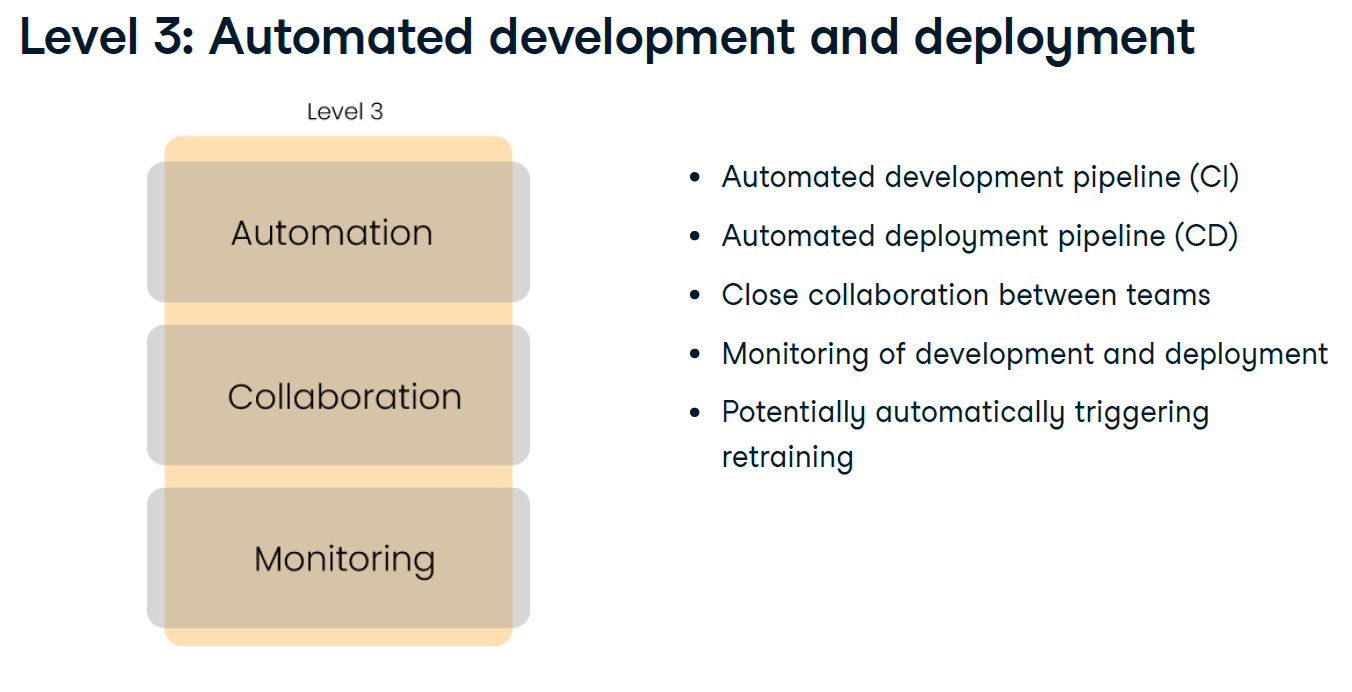 Level 3: Automated development and deployment
Level 3
Automation
Collaboration
Monitoring
• Automated development pipeline (CI)
• Automated deployment pipeline (CD)
• Close collaboration between teams
• Monitoring of development and deployment
• Potentially automatically triggering
retraining